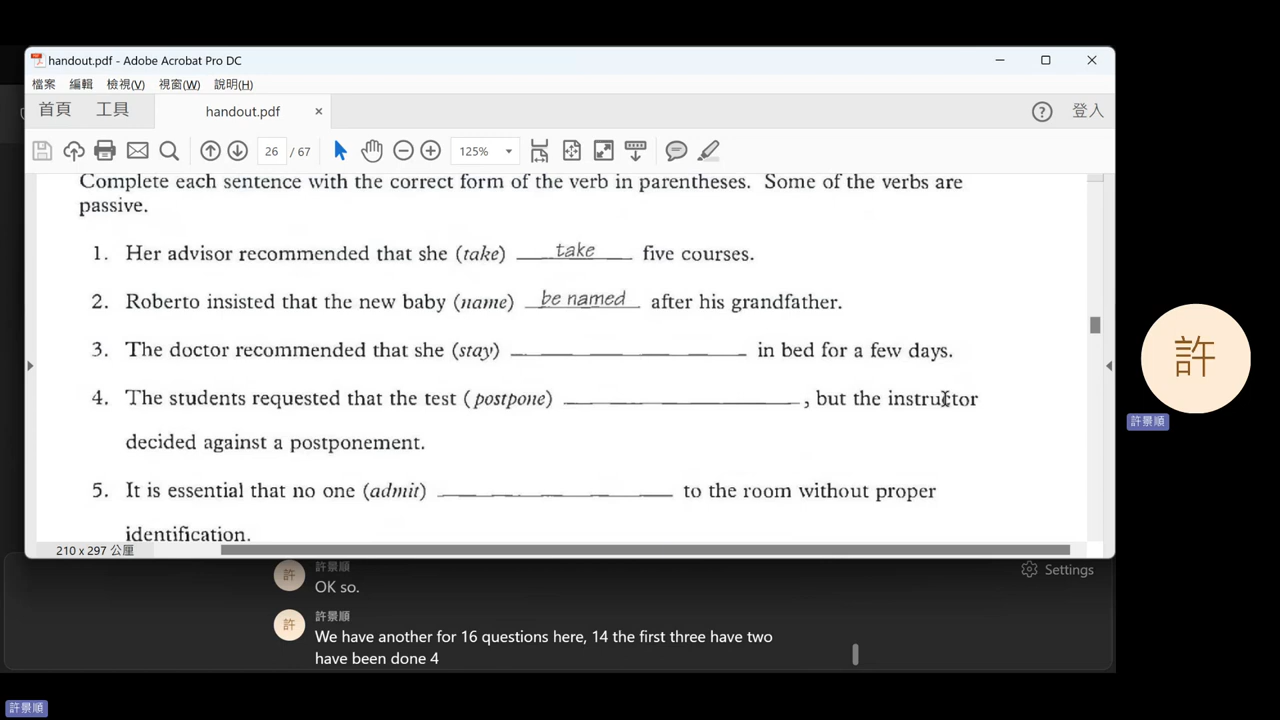 handout.pdf - Adobe Acrobat Pro DC
檔案 編輯 檢視(V) 視窗(W) 說明(H)
首頁 工具 handout.pdf × ? 登入
26 / 67 125%
Complete each sentence with the correct form of the verb in parentheses. Some of the verbs are
passive.
1. Her advisor recommended that she (take) take five courses.
2. Roberto insisted that the new baby (name) be named after his grandfather.
3. The doctor recommended that she (stay) ____ in bed for a few days.
4. The students requested that the test (postpone) ____, but the instructor
decided against a postponement.
5. It is essential that no one (admit) ____ to the room without proper
identification.
210 x 297 公厘
許
許景順
許 許景順
OK so.
Settings
許 許景順
We have another for 16 questions here, 14 the first three have two
have been done 4
許景順